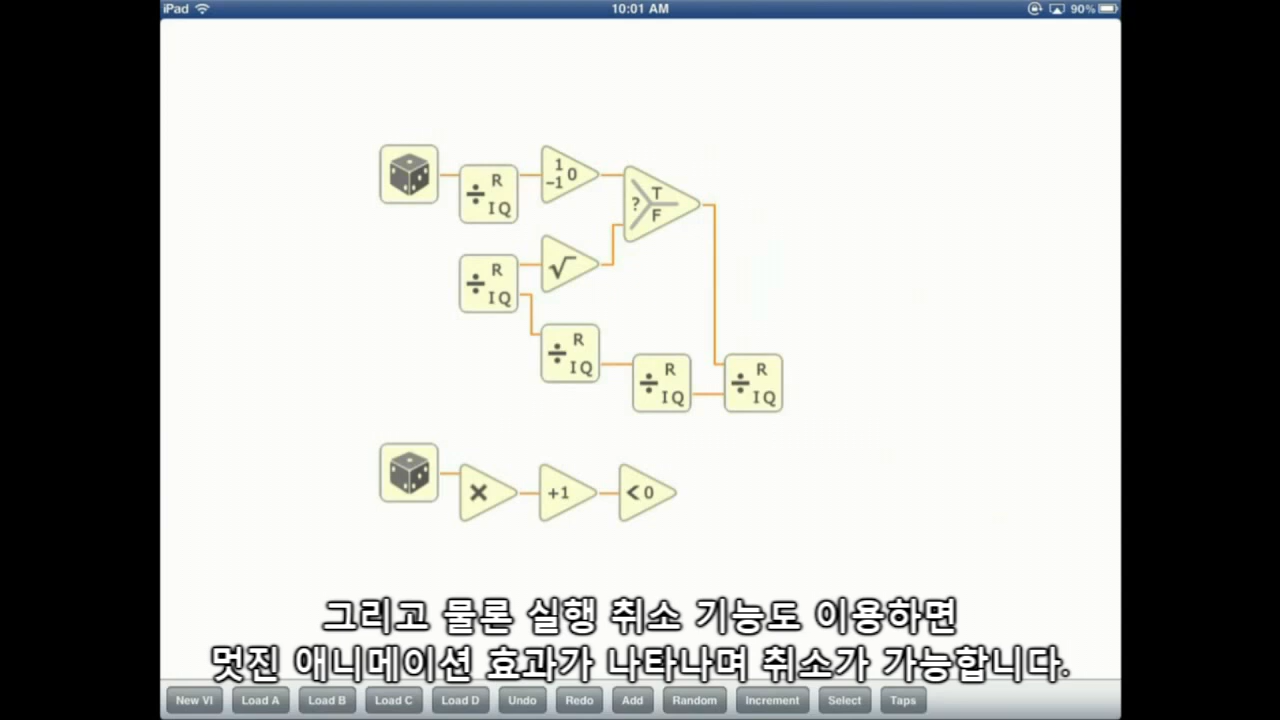 iPad
10:01 AM
90%
÷ R
IQ
1
-1 0
? T
F
÷ R
IQ
√
÷ R
IQ
÷ R
IQ
÷ R
IQ
×
+1
< 0
그리고 물론 실행 취소 기능도 이용하면
멋진 애니메이션 효과가 나타나며 취소가 가능합니다.
New VI Load A Load B Load C Load D Undo Redo Add Random Increment Select Taps